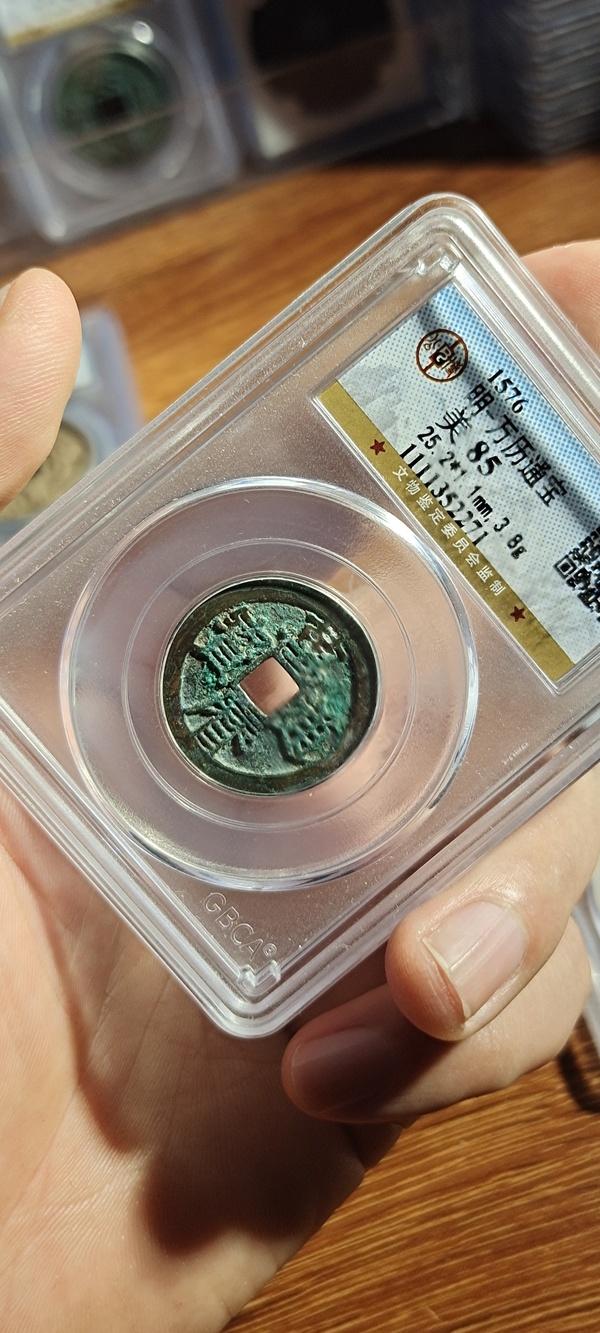 1576
明·万历通宝
美 85
25.2*1.1mm,3.8g
1111352271
★ 文物鉴定委员会监制 ★
GBCA®